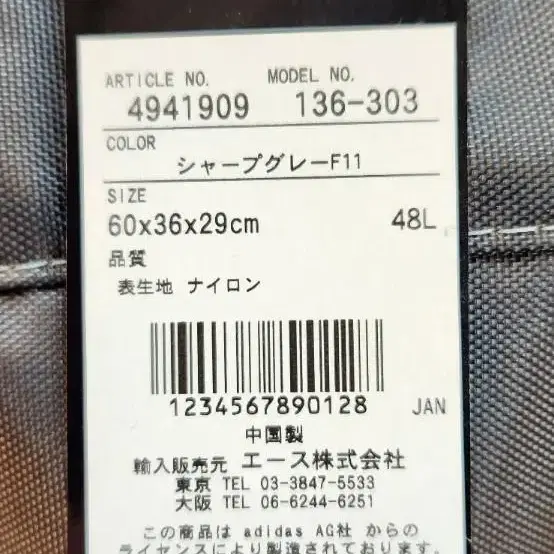 ARTICLE NO. MODEL NO.
4941909 136-303
COLOR
シャープグレーF11
SIZE
60x36x29cm 48L
品質
表生地 ナイロン
1234567890128 JAN
中国製
輸入販売元 エース株式会社
東京 TEL 03-3847-5533
大阪 TEL 06-6244-6251
この商品は adidas AG社 からの
ライセンスにより製造されております。